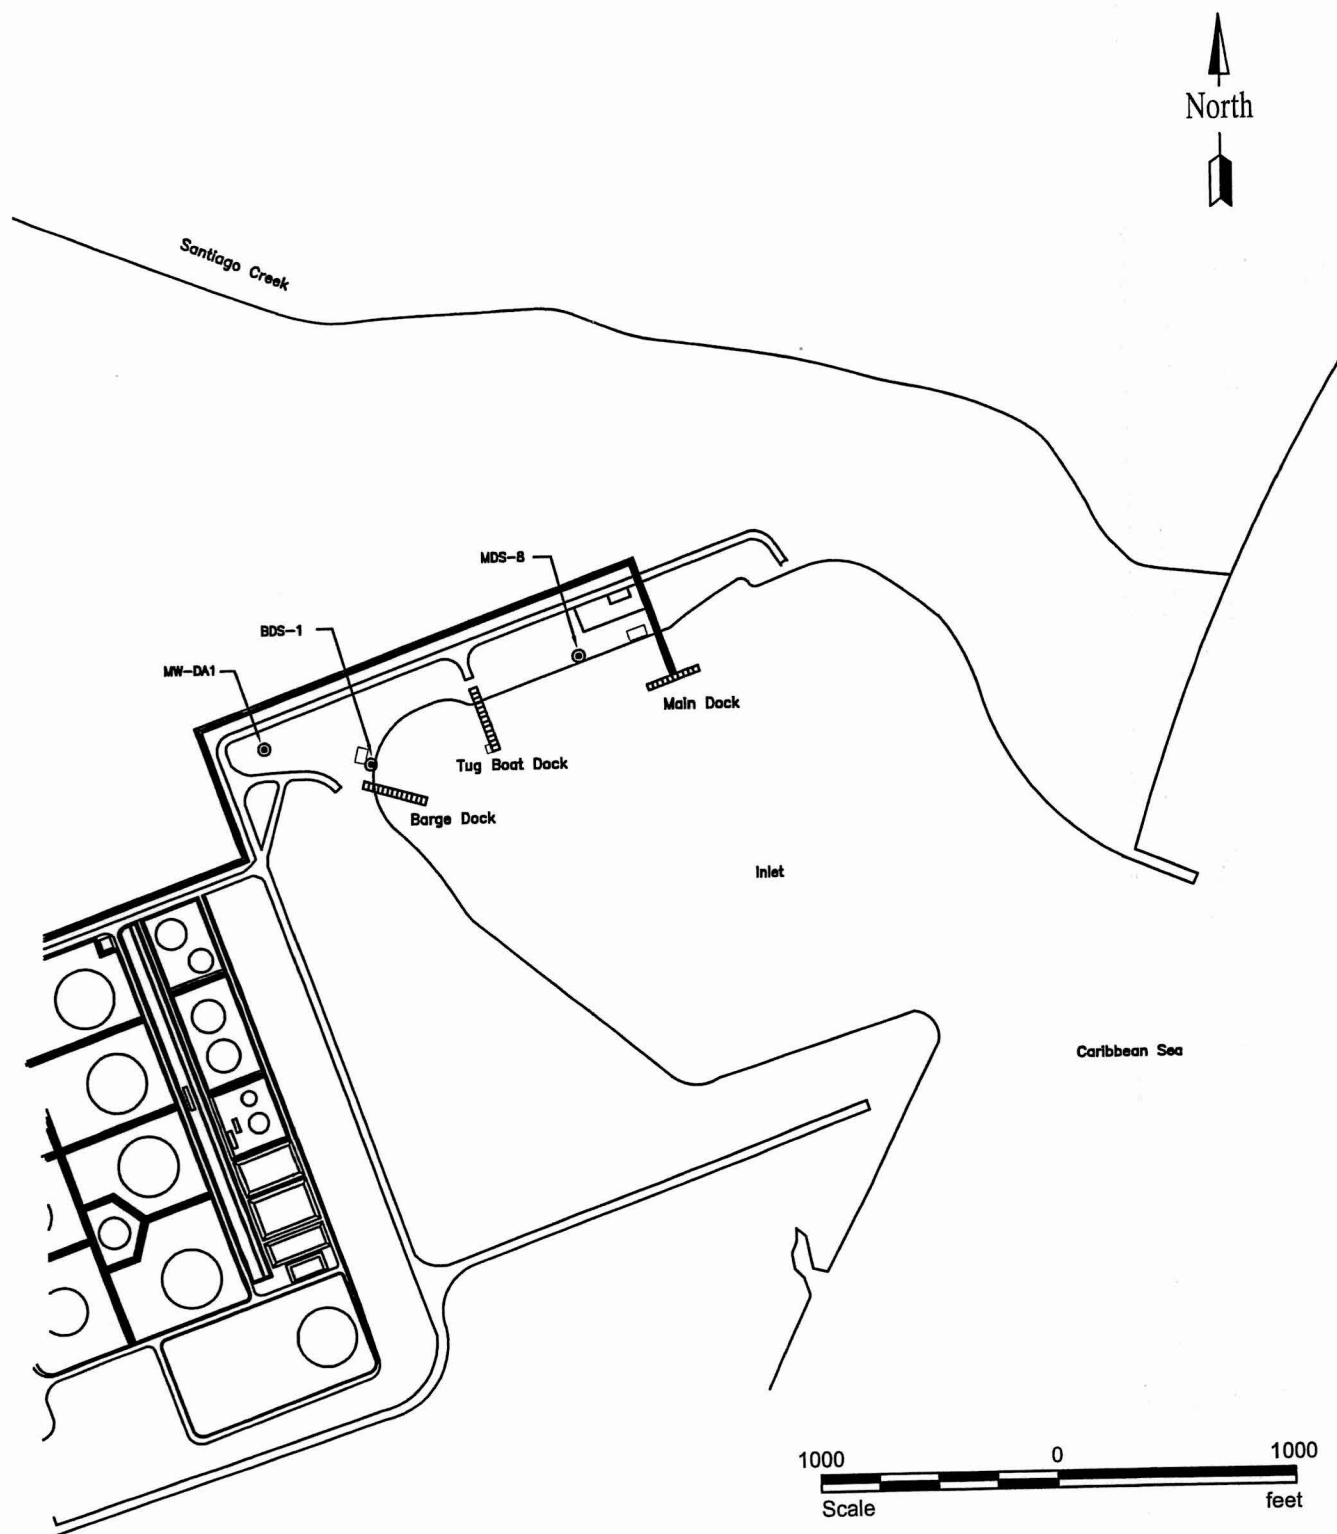 North
Santiago Creek
MDS-8
BDS-1
MW-DA1
Main Dock
Tug Boat Dock
Barge Dock
Inlet
Caribbean Sea
1000 0 1000
Scale feet